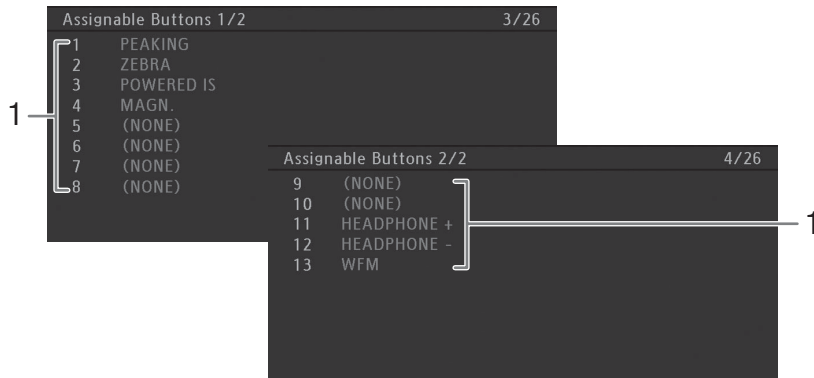 Assignable Buttons 1/2 3/26
1 PEAKING
2 ZEBRA
3 POWERED IS
4 MAGN.
5 (NONE)
6 (NONE)
7 (NONE)
8 (NONE)
1
Assignable Buttons 2/2 4/26
9 (NONE)
10 (NONE)
11 HEADPHONE +
12 HEADPHONE -
13 WFM
1